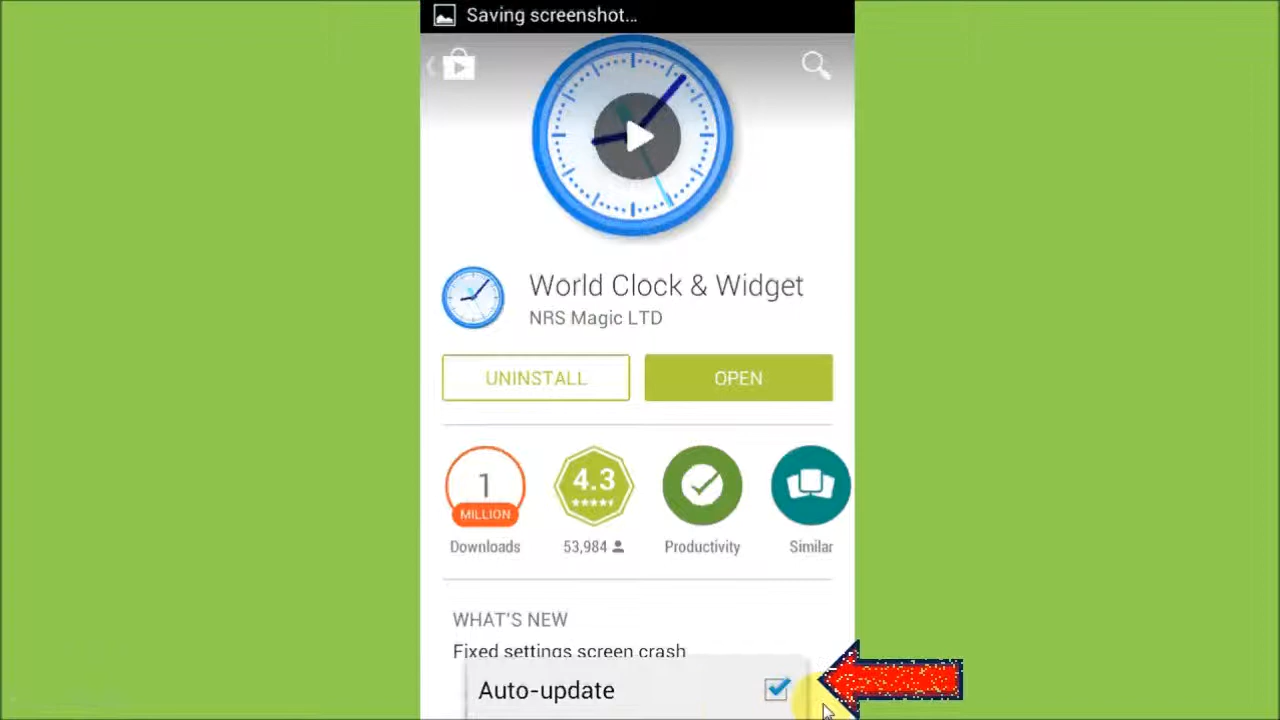 Saving screenshot...
World Clock & Widget
NRS Magic LTD
UNINSTALL
OPEN
1
MILLION
4.3
Downloads
53,984
Productivity
Similar
WHAT'S NEW
Fixed settings screen crash
Auto-update